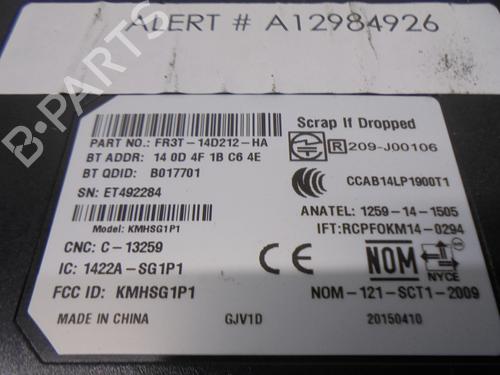 ALERT # A12984926
PART NO.: FR3T-14D212-HA
BT ADDR: 14 0D 4F 1B C6 4E
BT QDID: B017701
SN: ET492284
Model: KMHSG1P1
CNC: C-13259
IC: 1422A-SG1P1
FCC ID: KMHSG1P1
MADE IN CHINA
GJV1D
Scrap If Dropped
R 209-J00106
CCAB14LP1900T1
ANATEL: 1259-14-1505
IFT:RCPFOKM14-0294
CE
NOM
NYCE
NOM-121-SCT1-2009
20150410